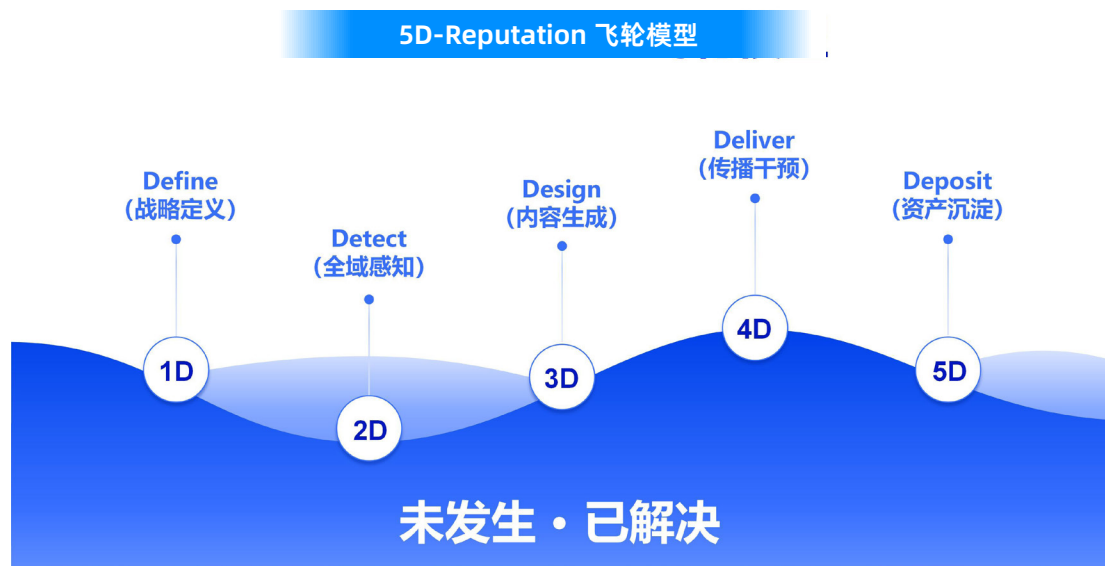 5D-Reputation 飞轮模型
Define
（战略定义）
Detect
（全域感知）
Design
（内容生成）
Deliver
（传播干预）
Deposit
（资产沉淀）
1D
2D
3D
4D
5D
未发生·已解决